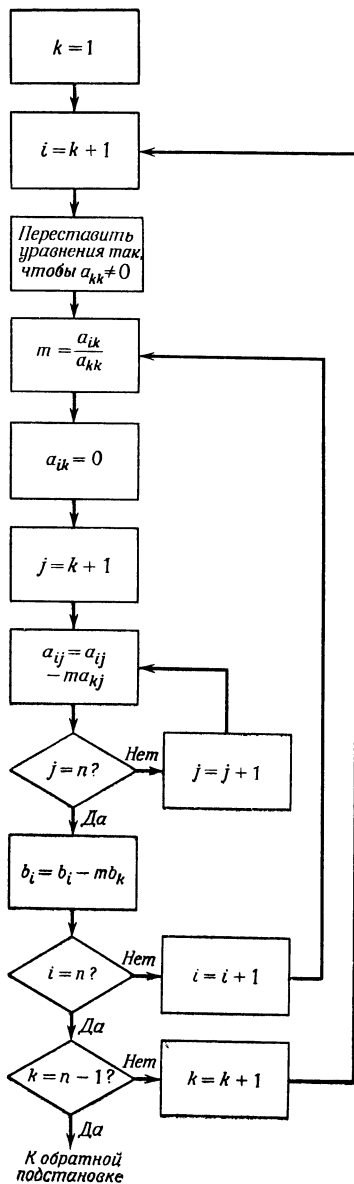 k = 1
i = k + 1
Переставить
уравнения так,
чтобы a_kk ≠ 0
m = a_ik / a_kk
a_ik = 0
j = k + 1
a_ij = a_ij
− ma_kj
j = n ?
Нет
j = j + 1
Да
b_i = b_i − mb_k
i = n ?
Нет
i = i + 1
Да
k = n − 1 ?
Нет
k = k + 1
Да
К обратной
подстановке